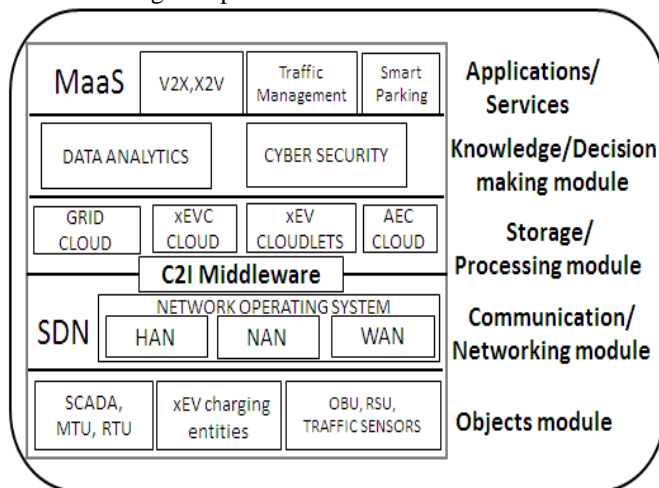 MaaS
V2X,X2V
Traffic
Management
Smart
Parking
Applications/
Services
DATA ANALYTICS
CYBER SECURITY
Knowledge/Decision
making module
GRID
CLOUD
xEVC
CLOUD
xEV
CLOUDLETS
AEC
CLOUD
Storage/
Processing module
C2I Middleware
SDN
NETWORK OPERATING SYSTEM
HAN
NAN
WAN
Communication/
Networking module
SCADA,
MTU, RTU
xEV charging
entities
OBU, RSU,
TRAFFIC SENSORS
Objects module